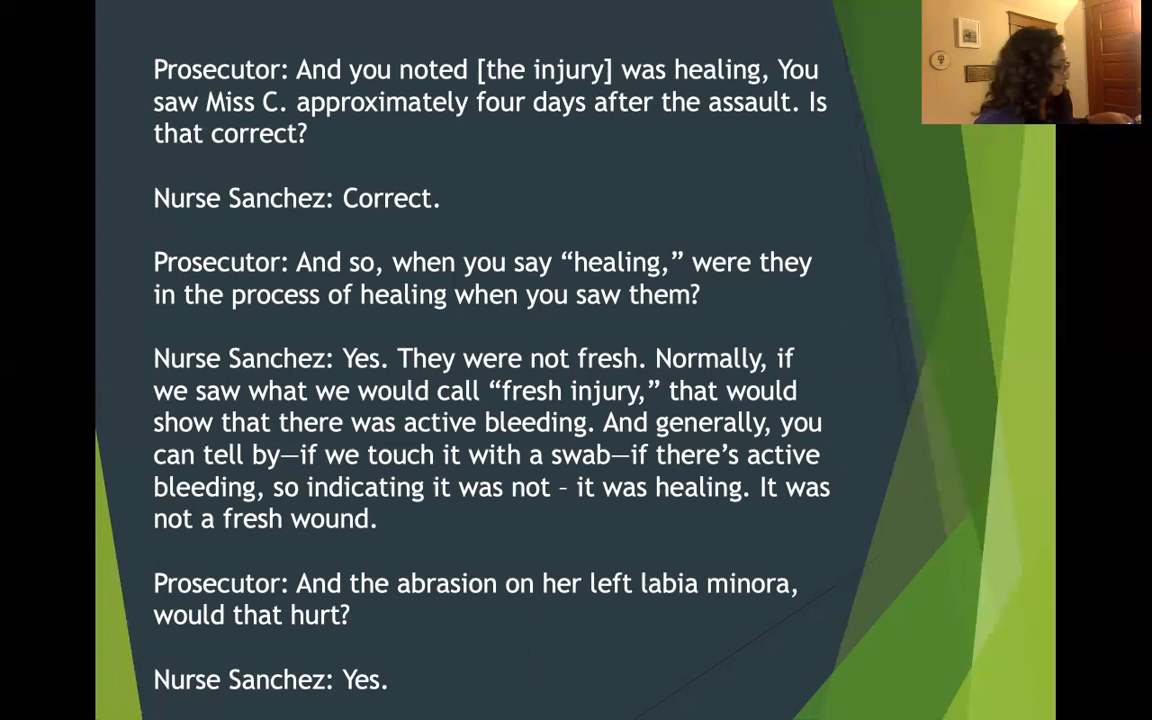 Prosecutor: And you noted [the injury] was healing, You
saw Miss C. approximately four days after the assault. Is
that correct?
Nurse Sanchez: Correct.
Prosecutor: And so, when you say “healing,” were they
in the process of healing when you saw them?
Nurse Sanchez: Yes. They were not fresh. Normally, if
we saw what we would call “fresh injury,” that would
show that there was active bleeding. And generally, you
can tell by—if we touch it with a swab—if there’s active
bleeding, so indicating it was not – it was healing. It was
not a fresh wound.
Prosecutor: And the abrasion on her left labia minora,
would that hurt?
Nurse Sanchez: Yes.